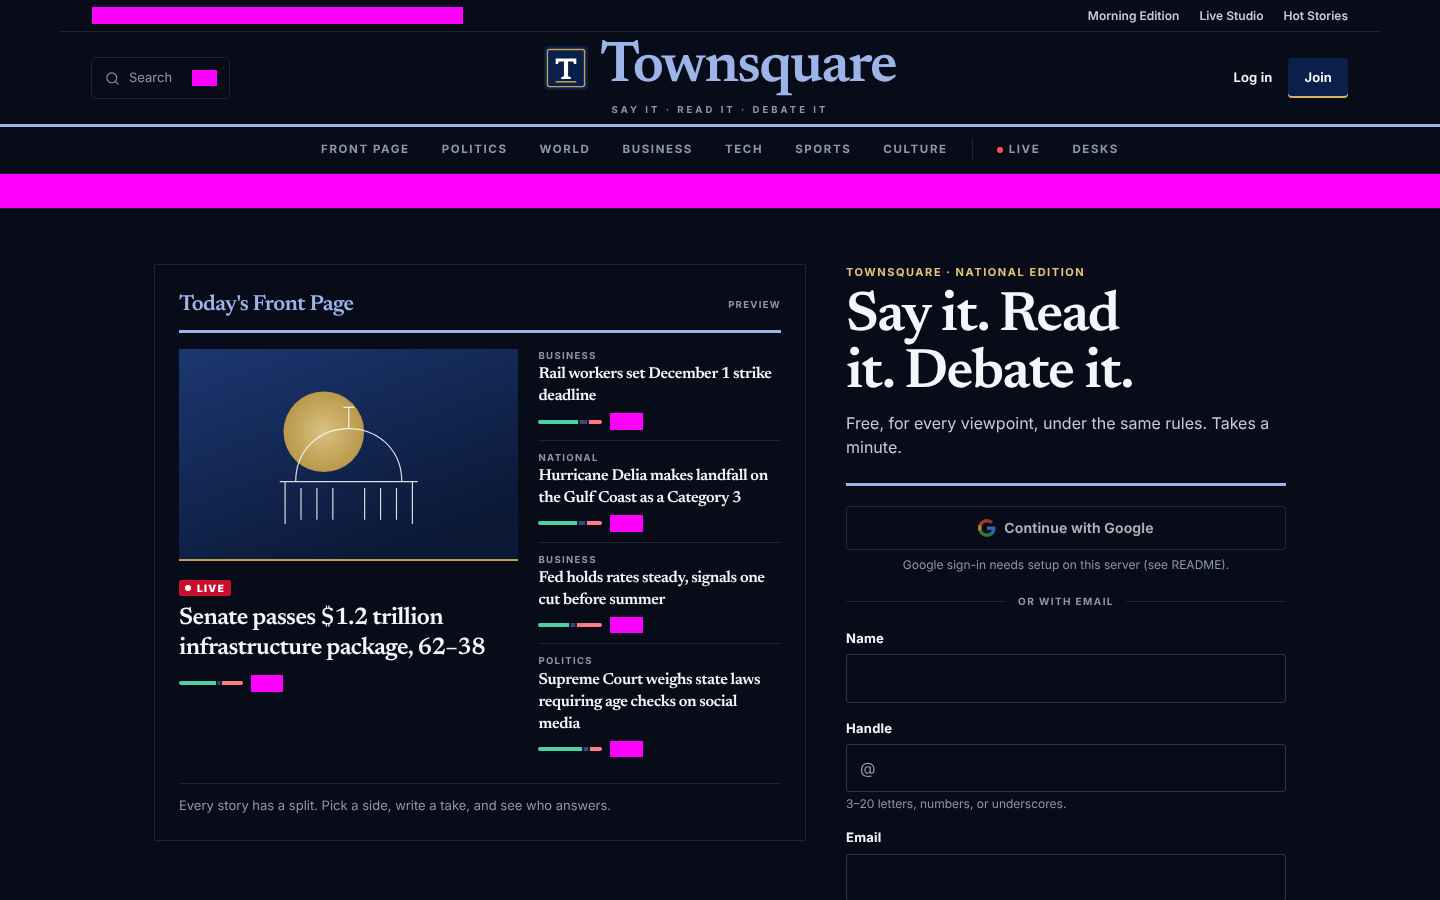 Morning Edition Live Studio Hot Stories
Search
T Townsquare
SAY IT · READ IT · DEBATE IT
Log in Join
FRONT PAGE POLITICS WORLD BUSINESS TECH SPORTS CULTURE LIVE DESKS
Today's Front Page PREVIEW
LIVE
Senate passes $1.2 trillion
infrastructure package, 62–38
BUSINESS
Rail workers set December 1 strike
deadline
NATIONAL
Hurricane Delia makes landfall on
the Gulf Coast as a Category 3
BUSINESS
Fed holds rates steady, signals one
cut before summer
POLITICS
Supreme Court weighs state laws
requiring age checks on social
media
Every story has a split. Pick a side, write a take, and see who answers.
TOWNSQUARE · NATIONAL EDITION
Say it. Read
it. Debate it.
Free, for every viewpoint, under the same rules. Takes a
minute.
Continue with Google
Google sign-in needs setup on this server (see README).
OR WITH EMAIL
Name
Handle
@
3–20 letters, numbers, or underscores.
Email